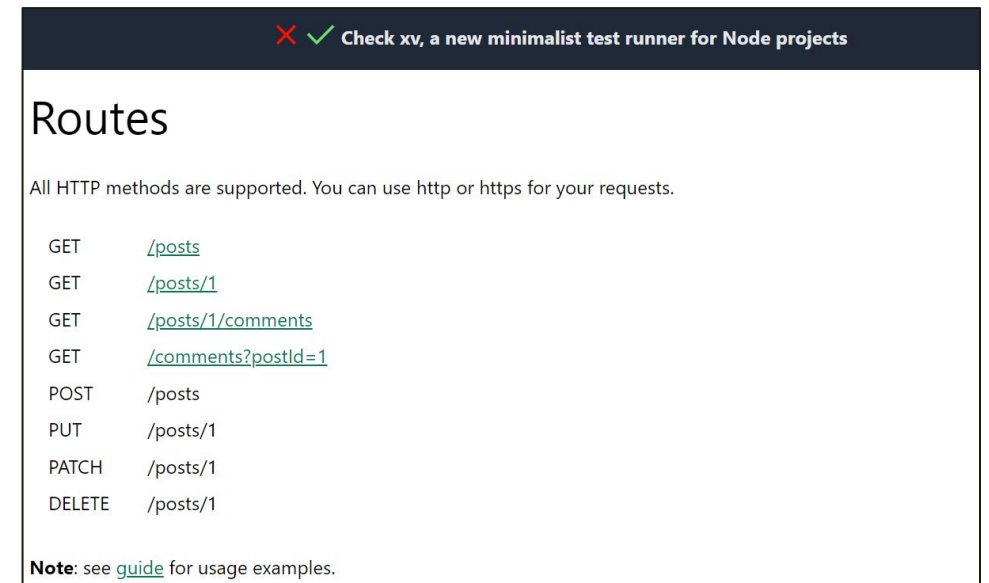 Check xv, a new minimalist test runner for Node projects
Routes
All HTTP methods are supported. You can use http or https for your requests.
GET /posts
GET /posts/1
GET /posts/1/comments
GET /comments?postId=1
POST /posts
PUT /posts/1
PATCH /posts/1
DELETE /posts/1
Note: see guide for usage examples.